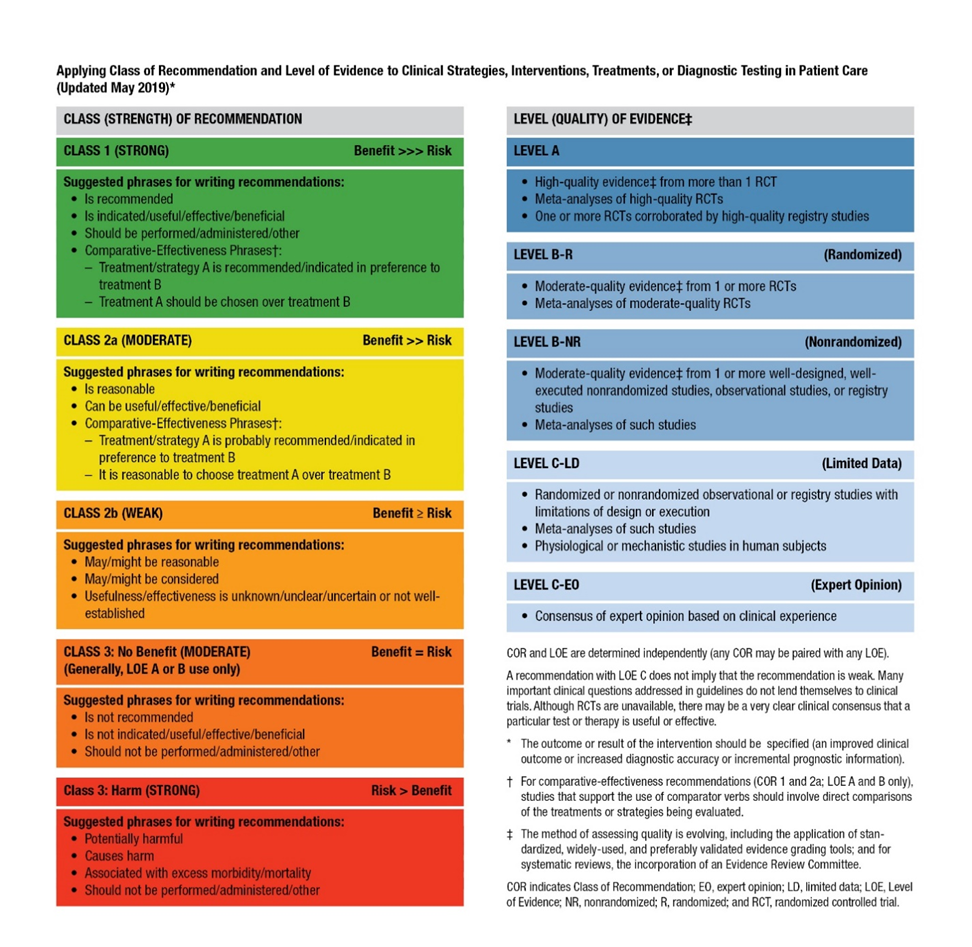 Applying Class of Recommendation and Level of Evidence to Clinical Strategies, Interventions, Treatments, or Diagnostic Testing in Patient Care
(Updated May 2019)*
CLASS (STRENGTH) OF RECOMMENDATION
CLASS 1 (STRONG) Benefit >>> Risk
Suggested phrases for writing recommendations:
• Is recommended
• Is indicated/useful/effective/beneficial
• Should be performed/administered/other
• Comparative-Effectiveness Phrases†:
– Treatment/strategy A is recommended/indicated in preference to
treatment B
– Treatment A should be chosen over treatment B
CLASS 2a (MODERATE) Benefit >> Risk
Suggested phrases for writing recommendations:
• Is reasonable
• Can be useful/effective/beneficial
• Comparative-Effectiveness Phrases†:
– Treatment/strategy A is probably recommended/indicated in
preference to treatment B
– It is reasonable to choose treatment A over treatment B
CLASS 2b (WEAK) Benefit ≥ Risk
Suggested phrases for writing recommendations:
• May/might be reasonable
• May/might be considered
• Usefulness/effectiveness is unknown/unclear/uncertain or not well-
established
CLASS 3: No Benefit (MODERATE) Benefit = Risk
(Generally, LOE A or B use only)
Suggested phrases for writing recommendations:
• Is not recommended
• Is not indicated/useful/effective/beneficial
• Should not be performed/administered/other
Class 3: Harm (STRONG) Risk > Benefit
Suggested phrases for writing recommendations:
• Potentially harmful
• Causes harm
• Associated with excess morbidity/mortality
• Should not be performed/administered/other
LEVEL (QUALITY) OF EVIDENCE‡
LEVEL A
• High-quality evidence‡ from more than 1 RCT
• Meta-analyses of high-quality RCTs
• One or more RCTs corroborated by high-quality registry studies
LEVEL B-R (Randomized)
• Moderate-quality evidence‡ from 1 or more RCTs
• Meta-analyses of moderate-quality RCTs
LEVEL B-NR (Nonrandomized)
• Moderate-quality evidence‡ from 1 or more well-designed, well-
executed nonrandomized studies, observational studies, or registry
studies
• Meta-analyses of such studies
LEVEL C-LD (Limited Data)
• Randomized or nonrandomized observational or registry studies with
limitations of design or execution
• Meta-analyses of such studies
• Physiological or mechanistic studies in human subjects
LEVEL C-EO (Expert Opinion)
• Consensus of expert opinion based on clinical experience
COR and LOE are determined independently (any COR may be paired with any LOE).
A recommendation with LOE C does not imply that the recommendation is weak. Many
important clinical questions addressed in guidelines do not lend themselves to clinical
trials. Although RCTs are unavailable, there may be a very clear clinical consensus that a
particular test or therapy is useful or effective.
* The outcome or result of the intervention should be specified (an improved clinical
outcome or increased diagnostic accuracy or incremental prognostic information).
† For comparative-effectiveness recommendations (COR 1 and 2a; LOE A and B only),
studies that support the use of comparator verbs should involve direct comparisons
of the treatments or strategies being evaluated.
‡ The method of assessing quality is evolving, including the application of stan-
dardized, widely-used, and preferably validated evidence grading tools; and for
systematic reviews, the incorporation of an Evidence Review Committee.
COR indicates Class of Recommendation; EO, expert opinion; LD, limited data; LOE, Level
of Evidence; NR, nonrandomized; R, randomized; and RCT, randomized controlled trial.